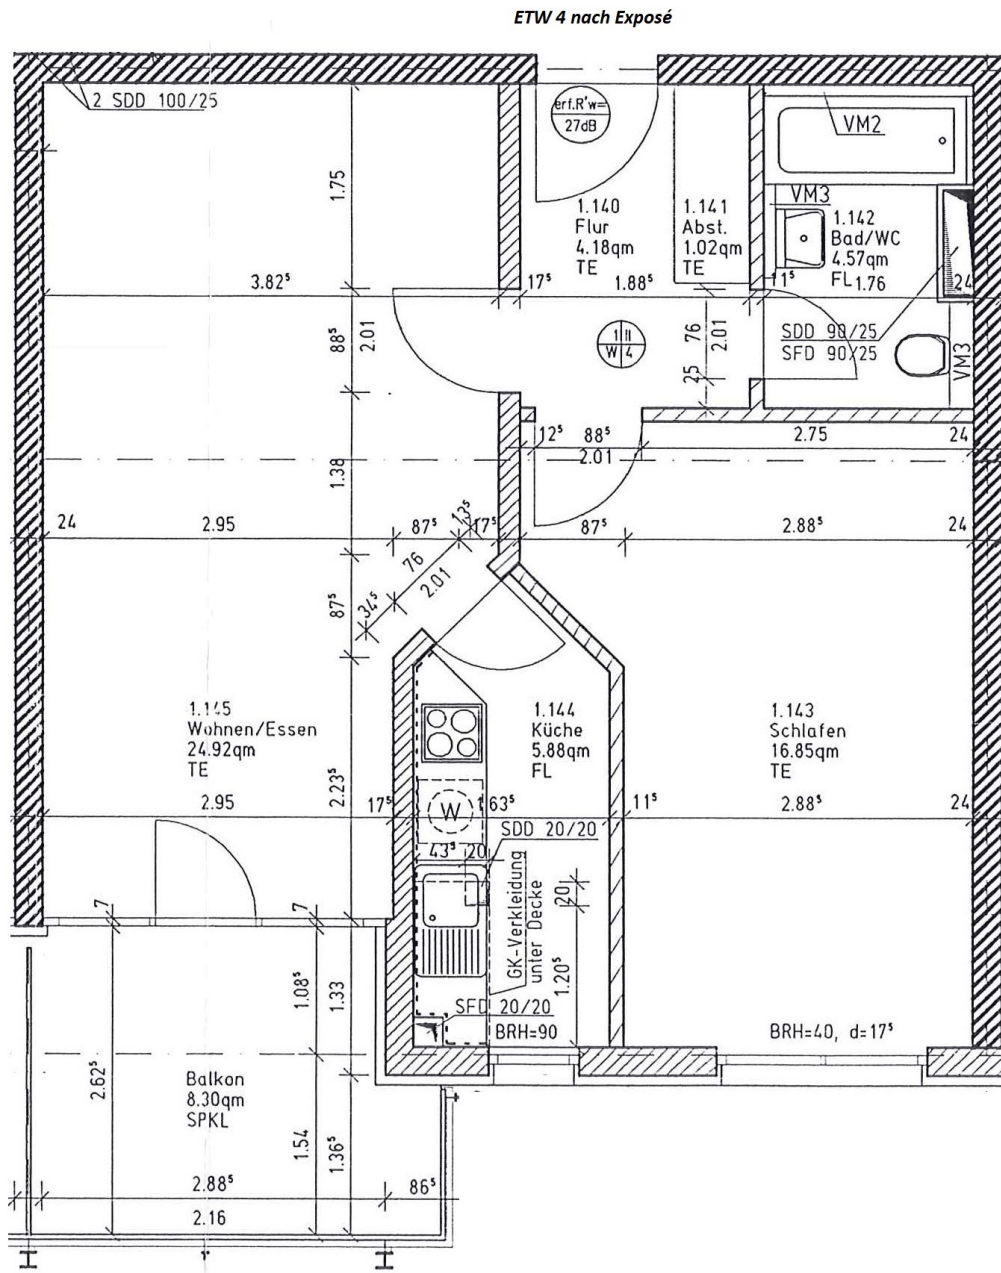 ETW 4 nach Exposé
2 SDD 100/25
erf.R'w=
27dB
VM2
1.75
1.140
Flur
4.18qm
TE
1.141
Abst.
1.02qm
TE
VM3
1.142
Bad/WC
4.57qm
FL
1.76
3.82⁵
17⁵
1.88⁵
11⁵
24
88⁵
2.01
1 II
W 4
76
2.01
25
SDD 90/25
SFD 90/25
VM3
12⁵
88⁵
2.01
2.75
24
1.38
24
2.95
87⁵
13⁵
17⁵
87⁵
2.88⁵
24
76
2.01
34⁵
87⁵
1.145
Wohnen/Essen
24.92qm
TE
1.144
Küche
5.88qm
FL
1.143
Schlafen
16.85qm
TE
2.23⁵
2.95
17⁵
W
1.63⁵
11⁵
2.88⁵
24
SDD 20/20
43⁵
20
GK-Verkleidung
unter Decke
20
1.20⁵
7
7
SFD 20/20
BRH=90
BRH=40, d=17⁵
1.08⁵
1.33
2.62⁵
Balkon
8.30qm
SPKL
1.54
1.36⁵
2.88⁵
86⁵
2.16